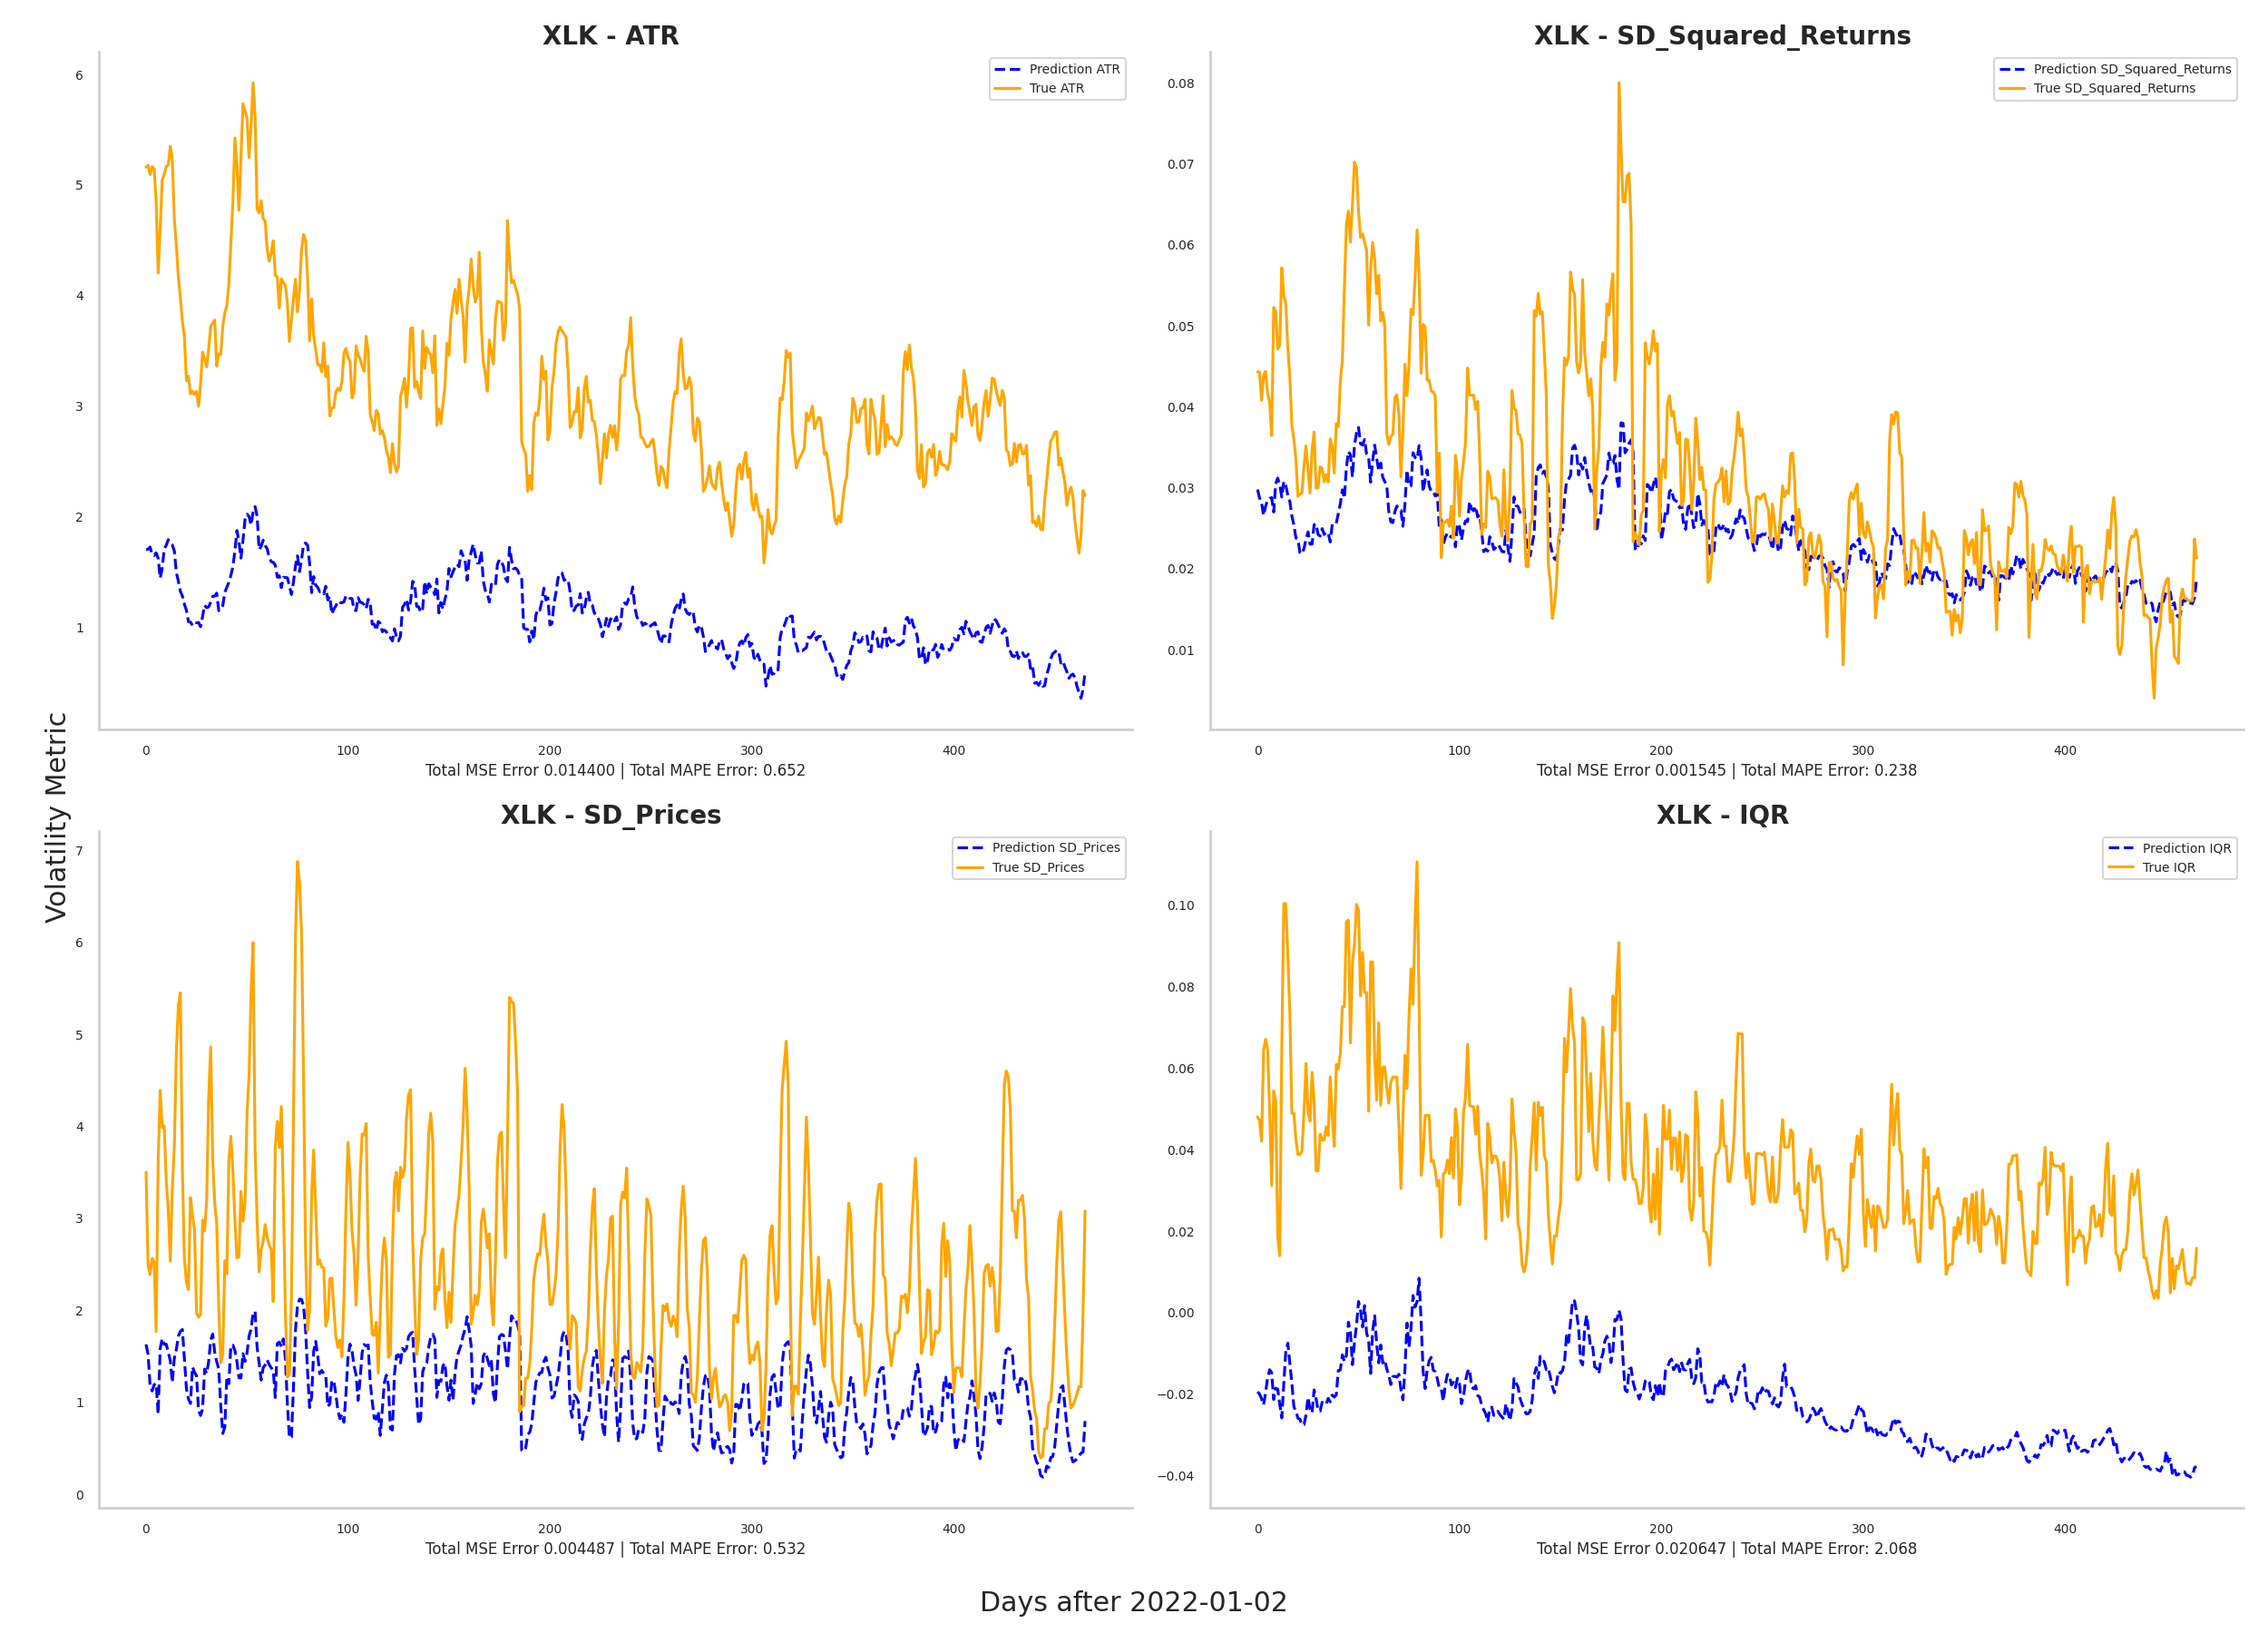 XLK - ATR
Prediction ATR
True ATR
6
5
4
3
2
1
0 100 200 300 400
Total MSE Error 0.014400 | Total MAPE Error: 0.652
XLK - SD_Squared_Returns
Prediction SD_Squared_Returns
True SD_Squared_Returns
0.08
0.07
0.06
0.05
0.04
0.03
0.02
0.01
0 100 200 300 400
Total MSE Error 0.001545 | Total MAPE Error: 0.238
Volatility Metric
XLK - SD_Prices
Prediction SD_Prices
True SD_Prices
7
6
5
4
3
2
1
0
0 100 200 300 400
Total MSE Error 0.004487 | Total MAPE Error: 0.532
XLK - IQR
Prediction IQR
True IQR
0.10
0.08
0.06
0.04
0.02
0.00
−0.02
−0.04
0 100 200 300 400
Total MSE Error 0.020647 | Total MAPE Error: 2.068
Days after 2022-01-02